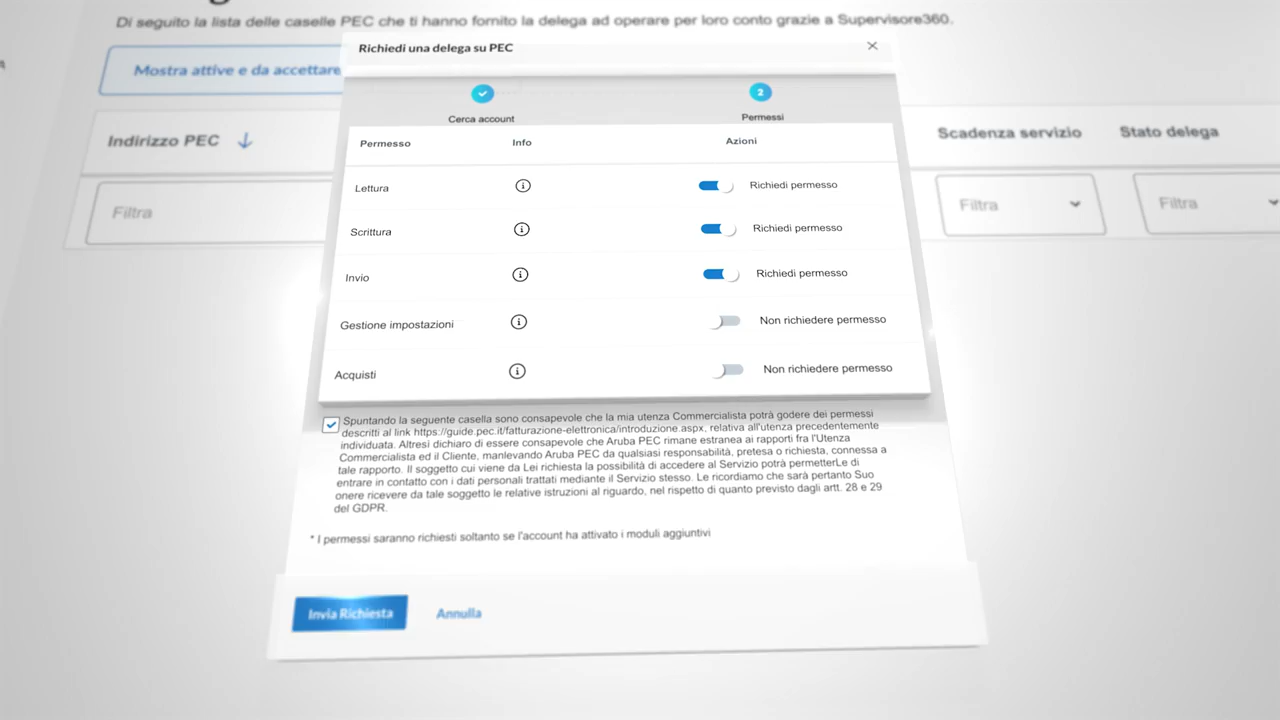 Di seguito la lista delle caselle PEC che ti hanno fornito la delega ad operare per loro conto grazie a Supervisore360.
Mostra attive e da accettare
Indirizzo PEC
Scadenza servizio
Stato delega
Filtra
Filtra
Filtra
Richiedi una delega su PEC
2
Cerca account
Permessi
Permesso
Info
Azioni
Lettura
Richiedi permesso
Scrittura
Richiedi permesso
Invio
Richiedi permesso
Gestione impostazioni
Non richiedere permesso
Acquisti
Non richiedere permesso
Spuntando la seguente casella sono consapevole che la mia utenza Commercialista potrà godere dei permessi
descritti al link https://guide.pec.it/fatturazione-elettronica/introduzione.aspx, relativa all'utenza precedentemente
individuata. Altresì dichiaro di essere consapevole che Aruba PEC rimane estranea ai rapporti fra l'Utenza
Commercialista ed il Cliente, manlevando Aruba PEC da qualsiasi responsabilità, pretesa o richiesta, connessa a
tale rapporto. Il soggetto cui viene da Lei richiesta la possibilità di accedere al Servizio potrà permetterLe di
entrare in contatto con i dati personali trattati mediante il Servizio stesso. Le ricordiamo che sarà pertanto Suo
onere ricevere da tale soggetto le relative istruzioni al riguardo, nel rispetto di quanto previsto dagli artt. 28 e 29
del GDPR.
* I permessi saranno richiesti soltanto se l'account ha attivato i moduli aggiuntivi
Invia Richiesta
Annulla